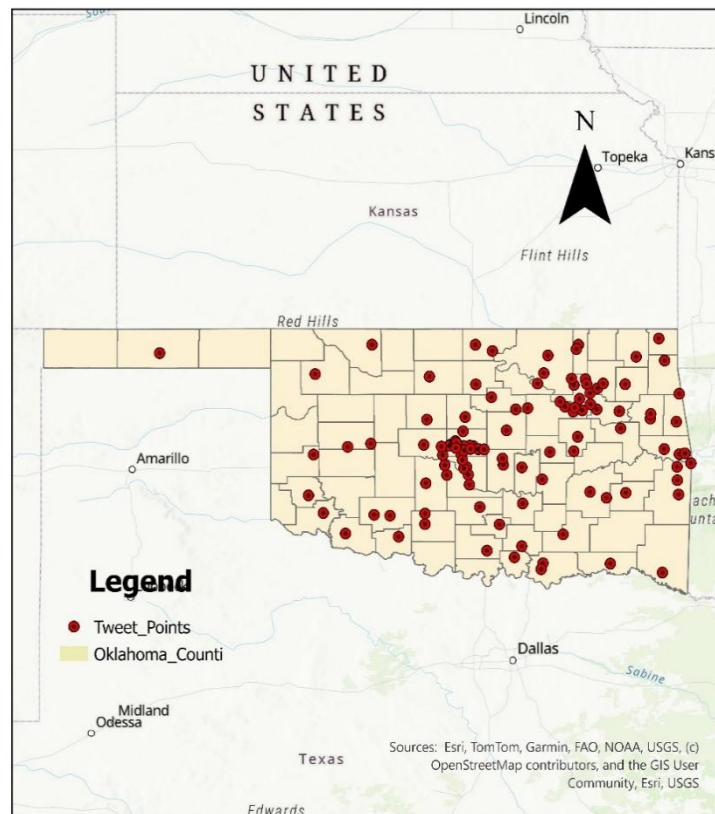 Lincoln
UNITED
STATES
N
Topeka
Kans
Kansas
Flint Hills
Red Hills
Amarillo
Legend
Tweet_Points
Oklahoma_Counti
Dallas
Sabine
Midland
Odessa
Texas
Sources: Esri, TomTom, Garmin, FAO, NOAA, USGS, (c)
OpenStreetMap contributors, and the GIS User
Community, Esri, USGS
Edwards